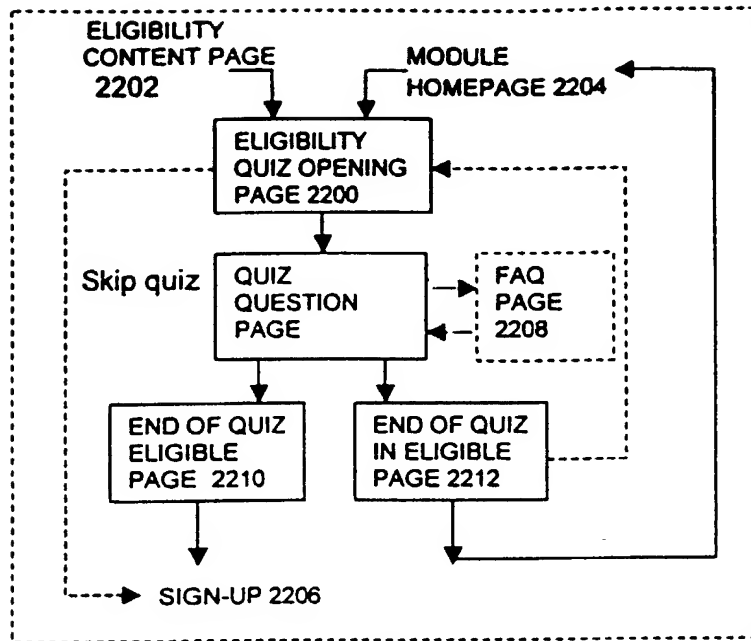 ELIGIBILITY
CONTENT PAGE
2202
MODULE
HOMEPAGE 2204
ELIGIBILITY
QUIZ OPENING
PAGE 2200
Skip quiz
QUIZ
QUESTION
PAGE
FAQ
PAGE
2208
END OF QUIZ
ELIGIBLE
PAGE 2210
END OF QUIZ
IN ELIGIBLE
PAGE 2212
SIGN-UP 2206